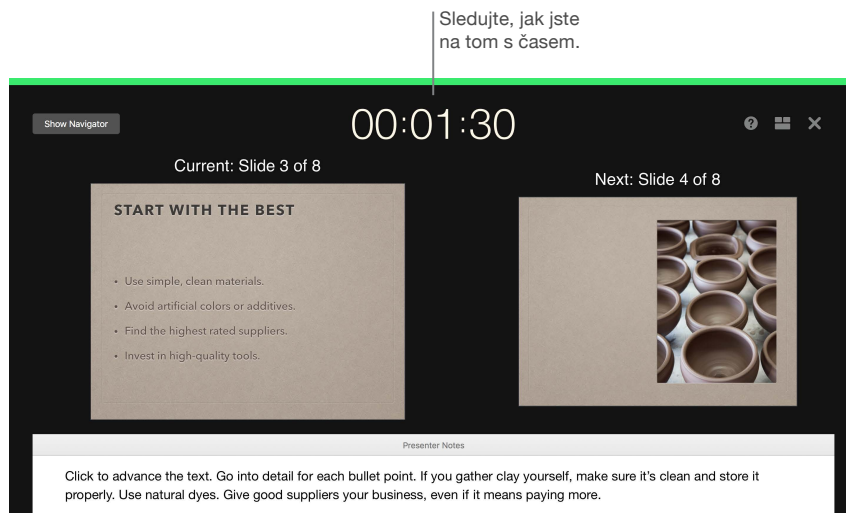 Sledujte, jak jste
na tom s časem.
Show Navigator
00:01:30
Current: Slide 3 of 8
Next: Slide 4 of 8
START WITH THE BEST
• Use simple, clean materials.
• Avoid artificial colors or additives.
• Find the highest rated suppliers.
• Invest in high-quality tools.
Presenter Notes
Click to advance the text. Go into detail for each bullet point. If you gather clay yourself, make sure it’s clean and store it
properly. Use natural dyes. Give good suppliers your business, even if it means paying more.